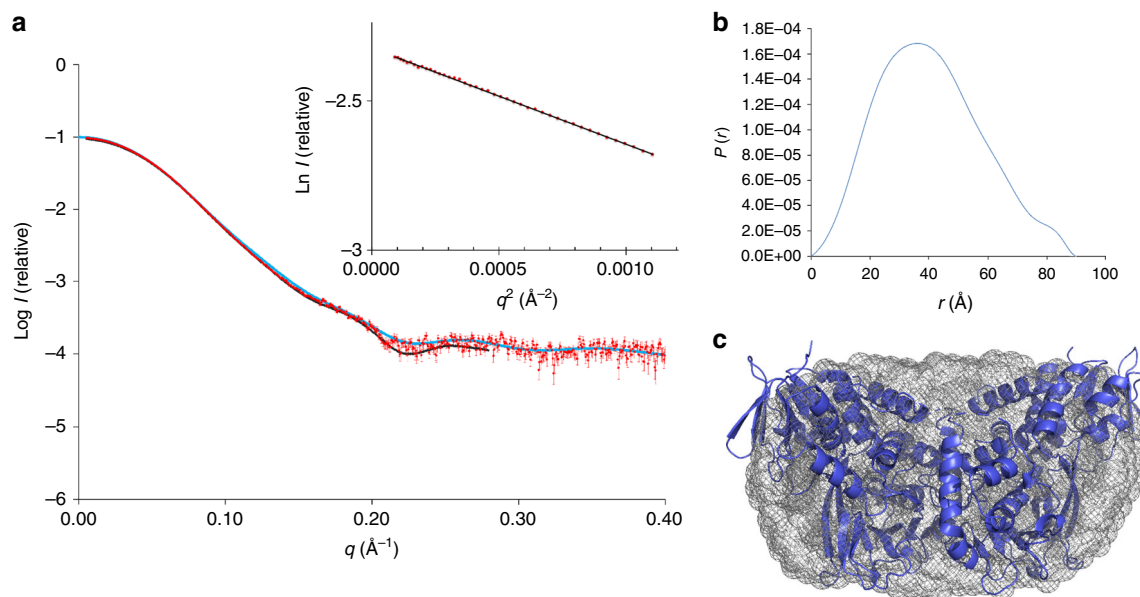 a
0
−1
−2
−3
−4
−5
−6
Log I (relative)
0.00 0.10 0.20 0.30 0.40
q (Å⁻¹)
−2.5
−3
Ln I (relative)
0.0000 0.0005 0.0010
q² (Å⁻²)
b
1.8E−04
1.6E−04
1.4E−04
1.2E−04
1.0E−04
8.0E−05
6.0E−05
4.0E−05
2.0E−05
0.0E+00
P (r)
0 20 40 60 80 100
r (Å)
c